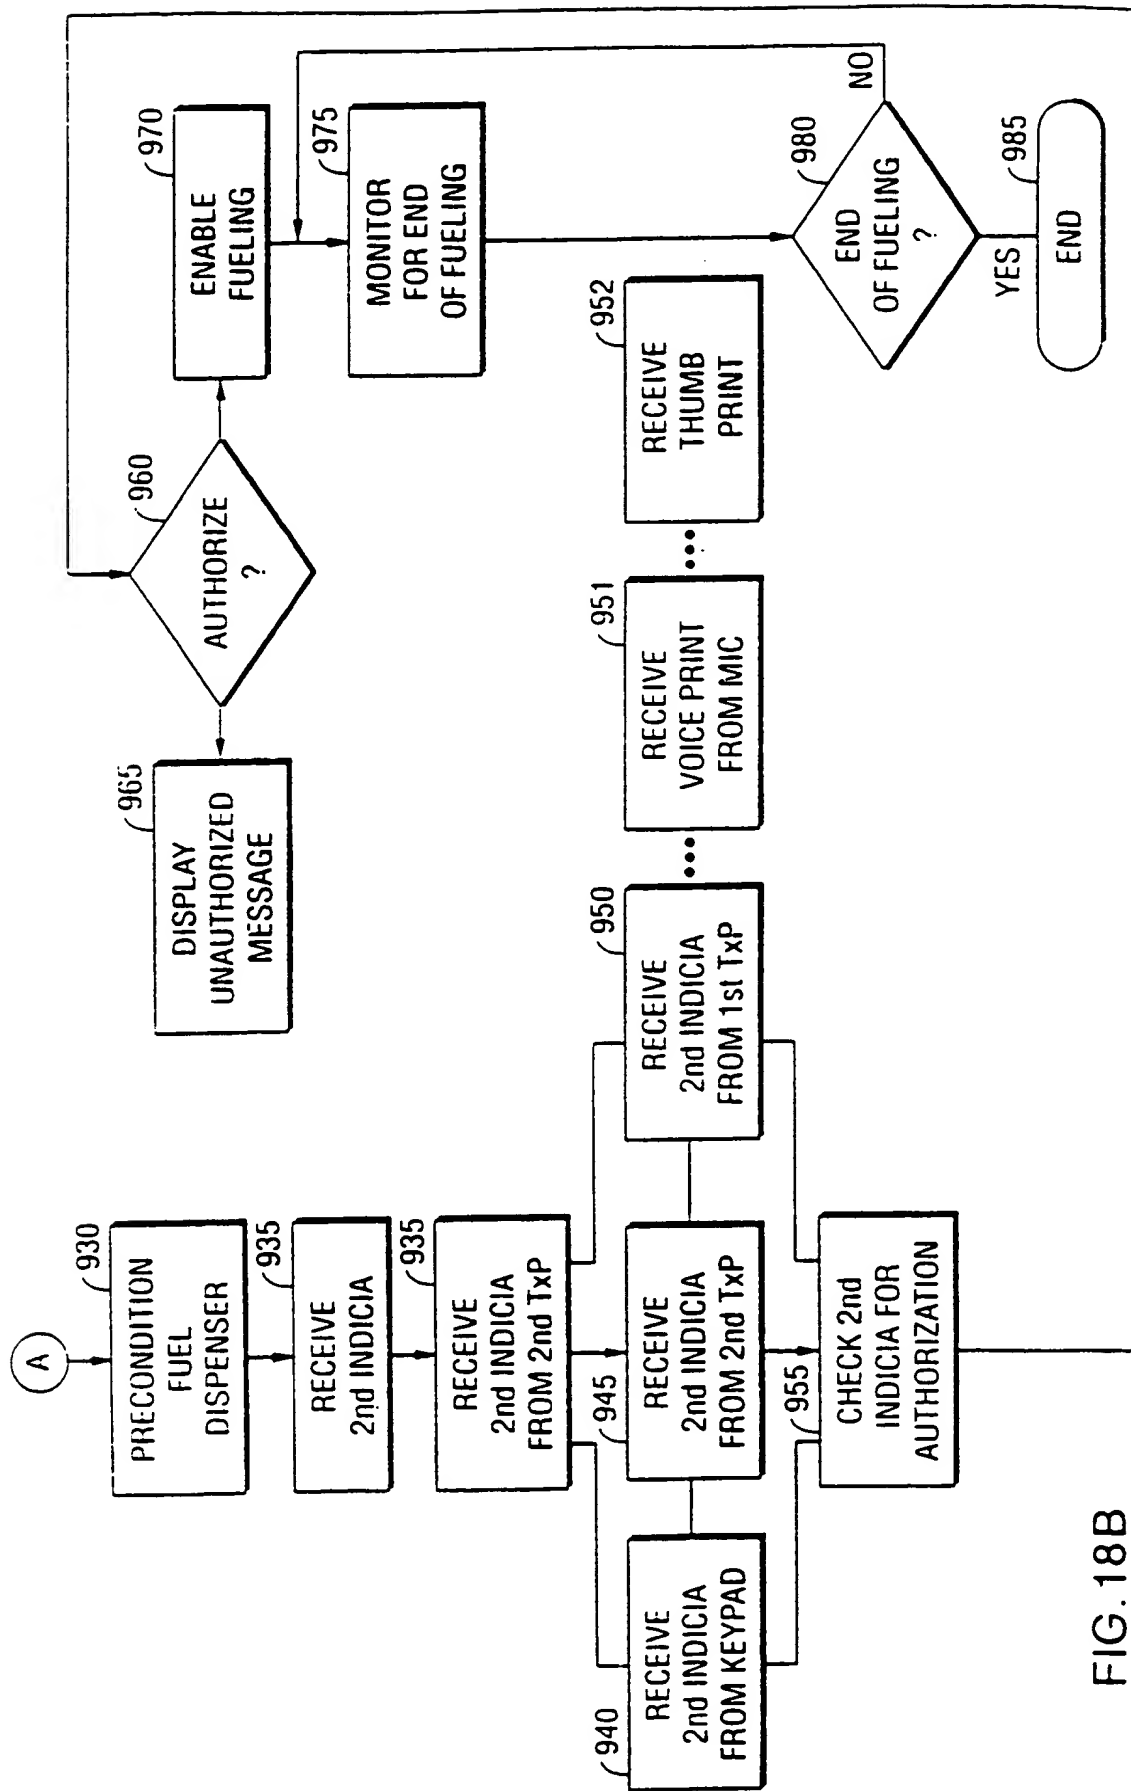 A
930
PRECONDITION
FUEL
DISPENSER
935
RECEIVE
2nd INDICIA
935
RECEIVE
2nd INDICIA
FROM 2nd TxP
940
RECEIVE
2nd INDICIA
FROM KEYPAD
945
RECEIVE
2nd INDICIA
FROM 2nd TxP
950
RECEIVE
2nd INDICIA
FROM 1st TxP
•••
951
RECEIVE
VOICE PRINT
FROM MIC
•••
952
RECEIVE
THUMB
PRINT
955
CHECK 2nd
INDICIA FOR
AUTHORIZATION
960
AUTHORIZE
?
965
DISPLAY
UNAUTHORIZED
MESSAGE
970
ENABLE
FUELING
975
MONITOR
FOR END
OF FUELING
980
END
OF FUELING
?
NO
YES
985
END
FIG. 18B